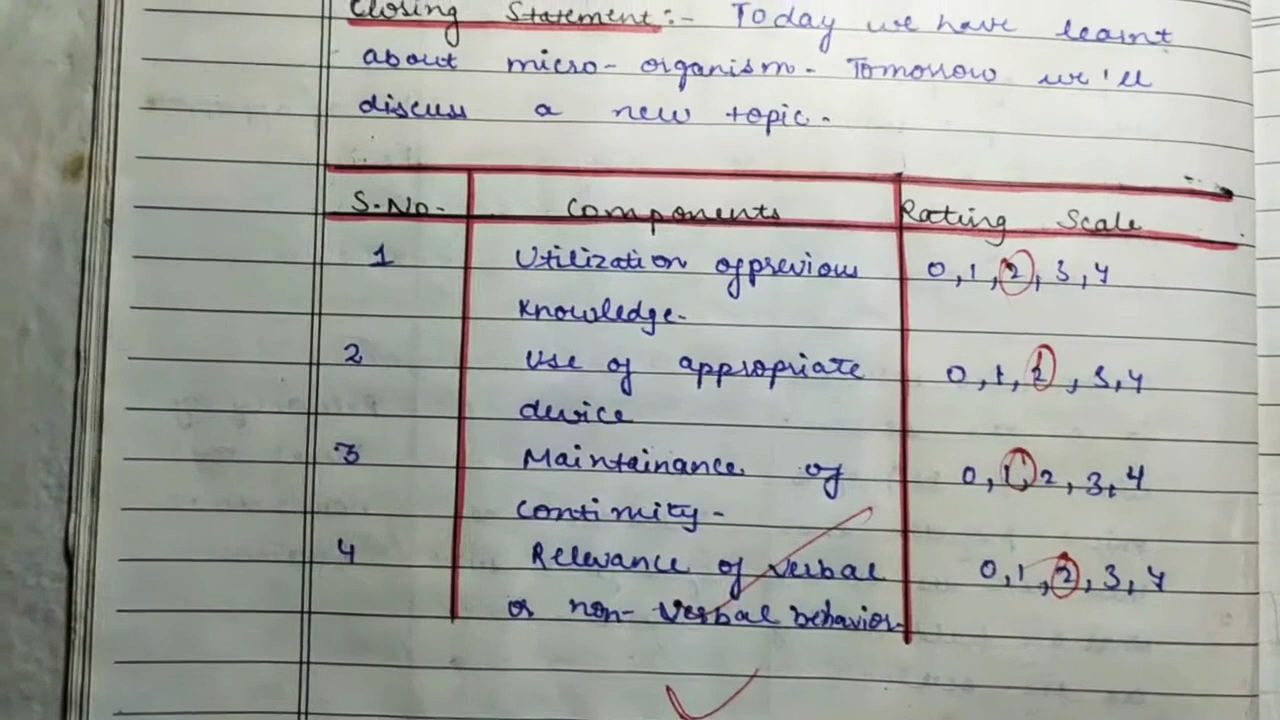 Closing Statement:- Today we have learnt
about micro-organism. Tomorrow we'll
discuss a new topic.
S.No. Components Rating Scale
1 Utilization of previous 0, 1, 2, 3, 4
Knowledge.
2 Use of appropriate 0, 1, 2, 3, 4
device
3 Maintainance of 0, 1, 2, 3, 4
continuity.
4 Relevance of verbal 0, 1, 2, 3, 4
or non-verbal behavior.